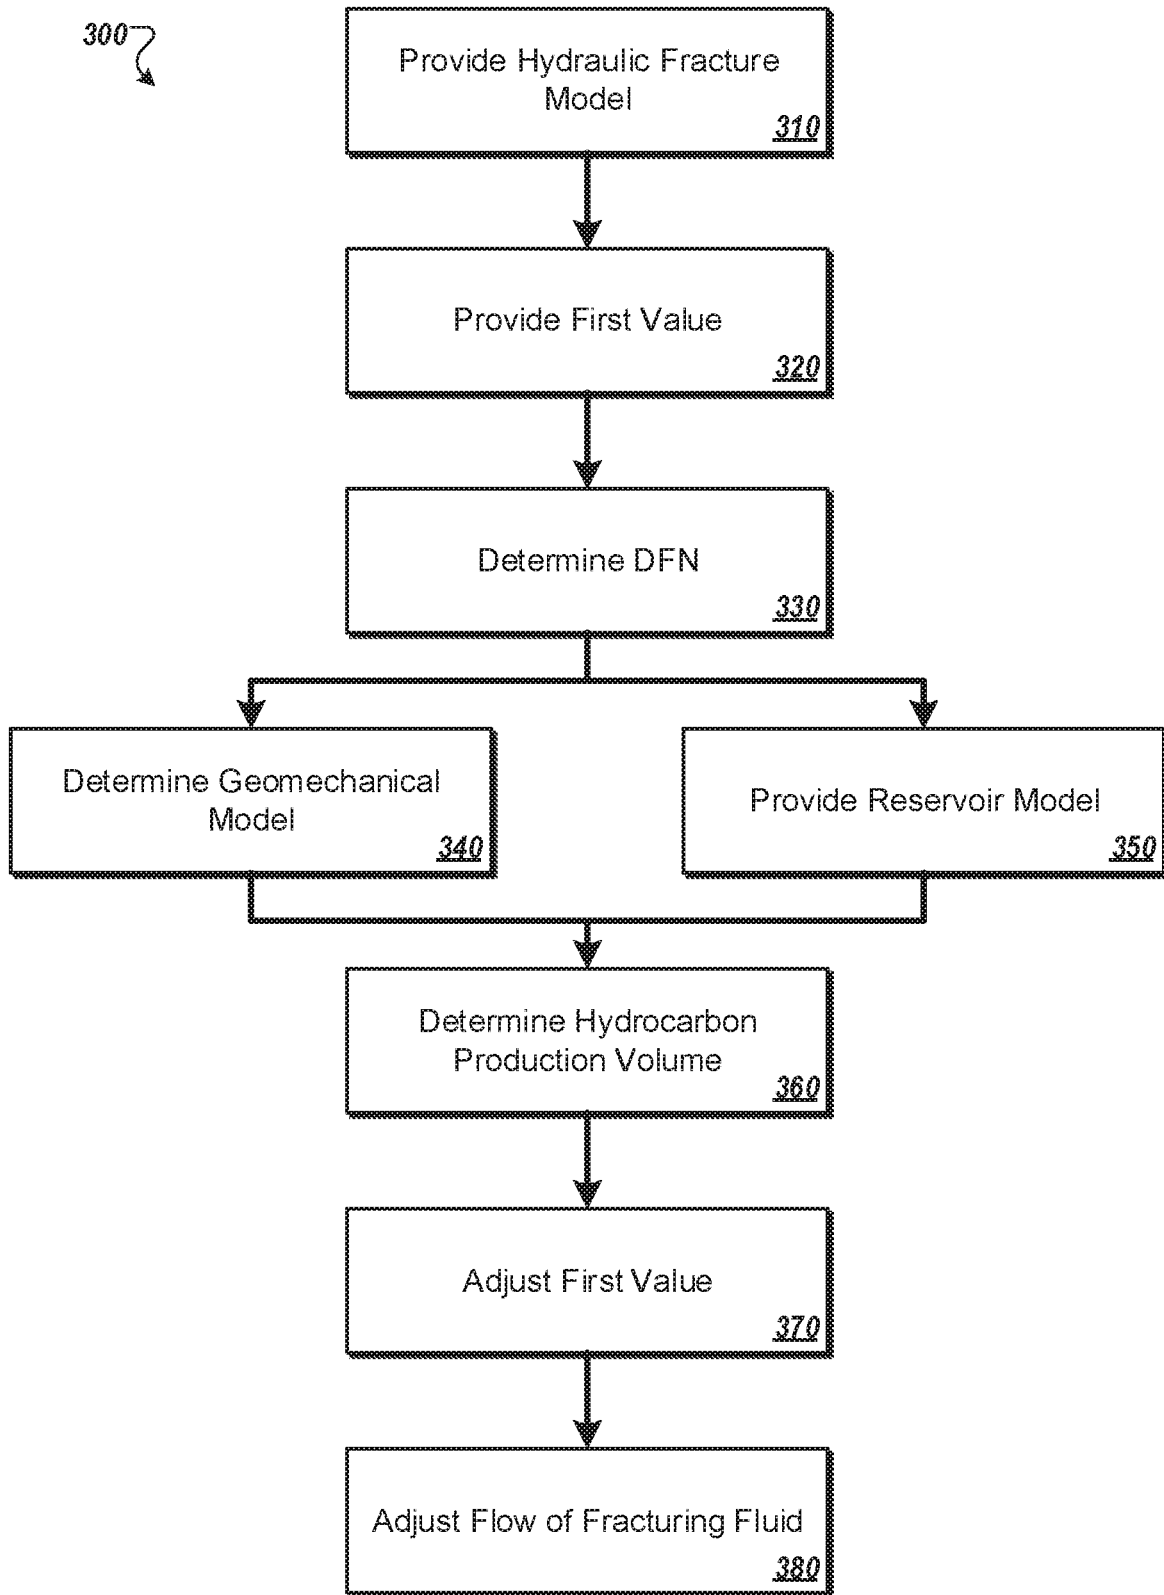 300
Provide Hydraulic Fracture
Model
310
Provide First Value
320
Determine DFN
330
Determine Geomechanical
Model
340
Provide Reservoir Model
350
Determine Hydrocarbon
Production Volume
360
Adjust First Value
370
Adjust Flow of Fracturing Fluid
380